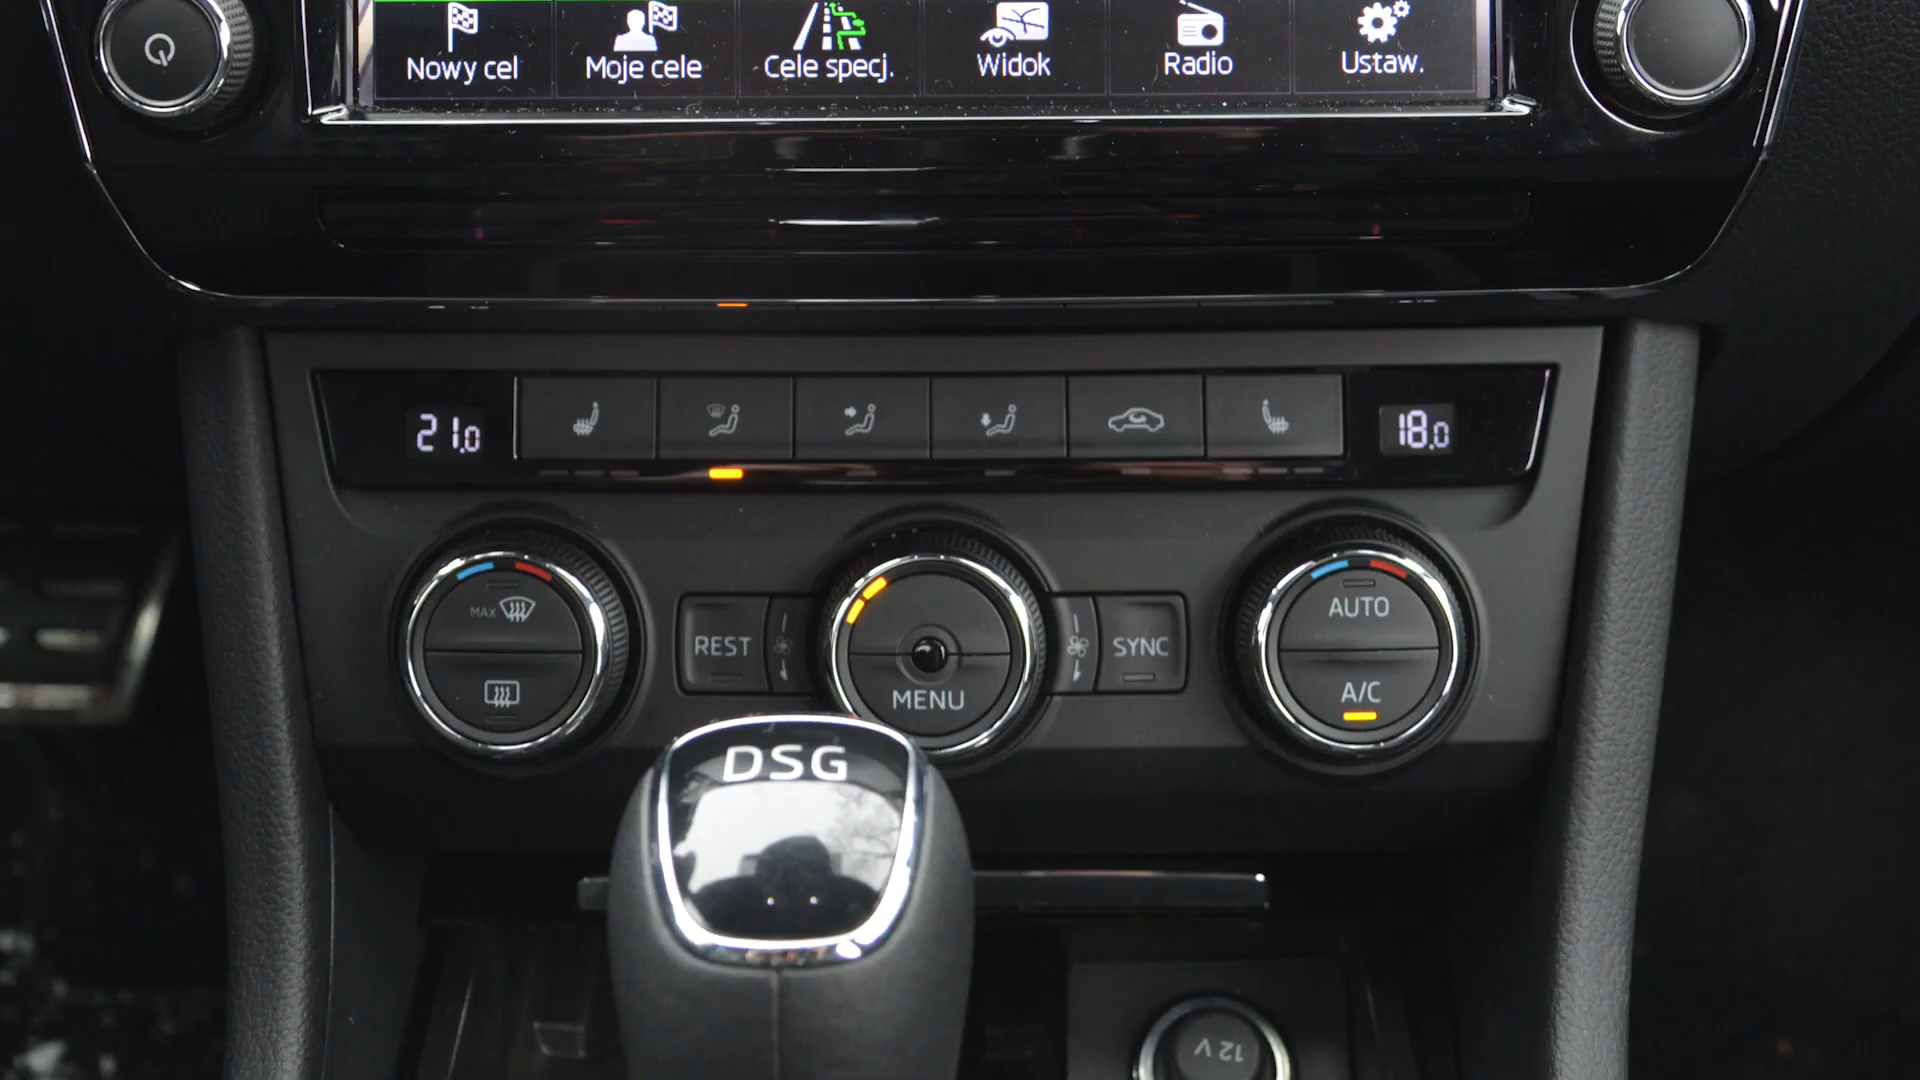 Nowy cel
Moje cele
Cele specj.
Widok
Radio
Ustaw.
21.0
18.0
MAX
REST
MENU
SYNC
AUTO
A/C
DSG
12V